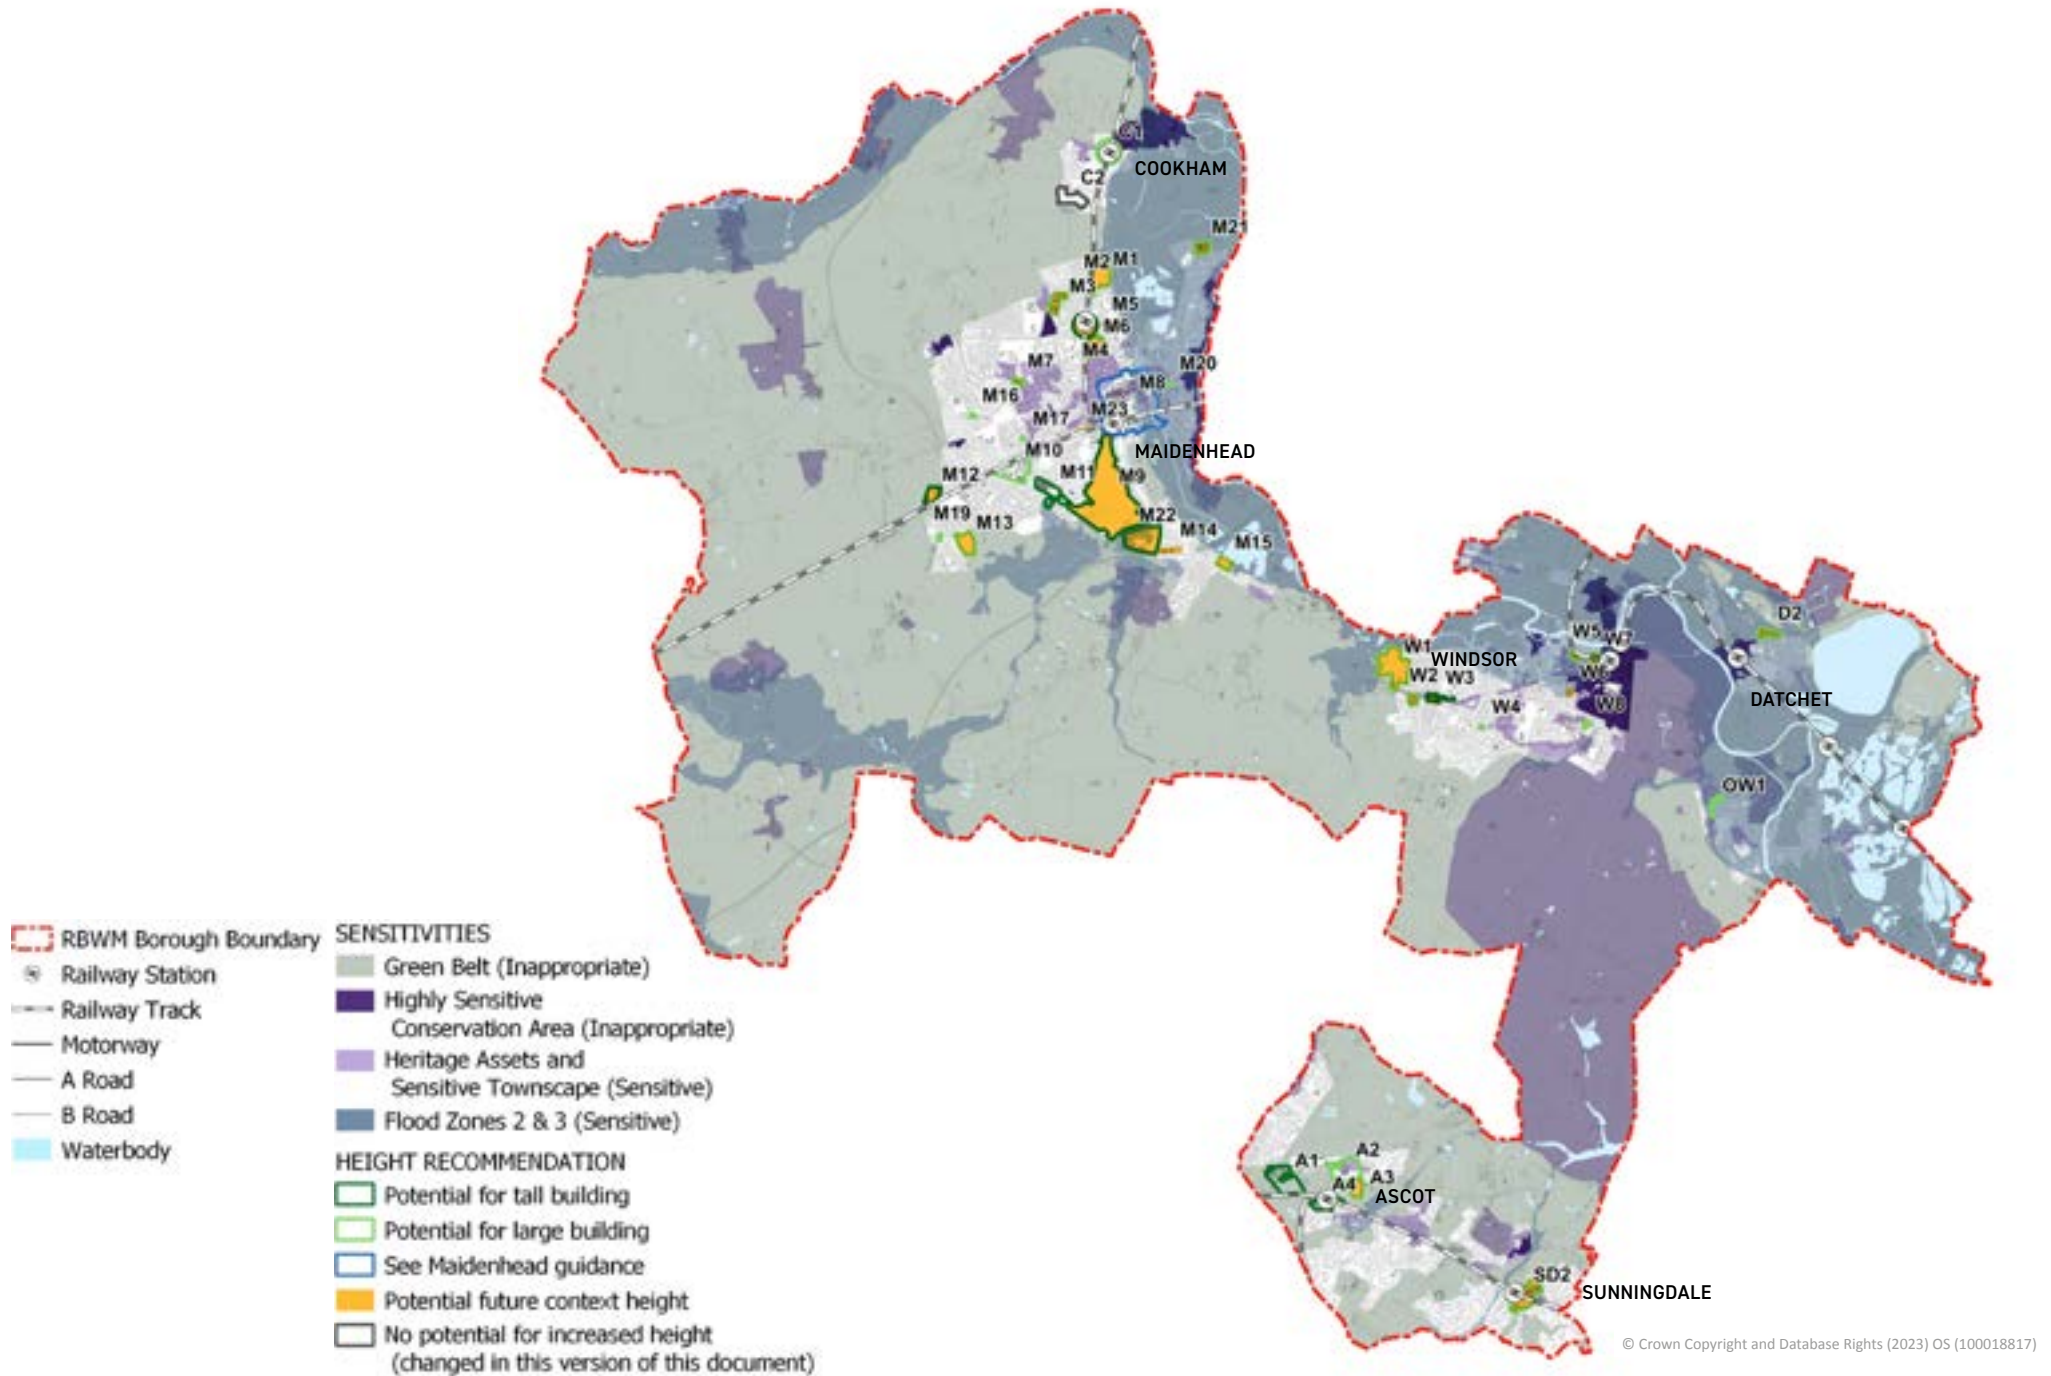 C1
COOKHAM
C2
M21
M2
M1
M3
M5
M6
M4
M7
M20
M8
M16
M23
M17
MAIDENHEAD
M10
M11
M9
M12
M19
M13
M22
M14
M15
D2
W5
W7
W1
WINDSOR
W6
W2
W3
W4
W8
DATCHET
OW1
RBWM Borough Boundary
Railway Station
Railway Track
Motorway
A Road
B Road
Waterbody
SENSITIVITIES
Green Belt (Inappropriate)
Highly Sensitive
Conservation Area (Inappropriate)
Heritage Assets and
Sensitive Townscape (Sensitive)
Flood Zones 2 & 3 (Sensitive)
HEIGHT RECOMMENDATION
Potential for tall building
Potential for large building
See Maidenhead guidance
Potential future context height
No potential for increased height
(changed in this version of this document)
A1
A2
A3
A4
ASCOT
SD2
SUNNINGDALE
© Crown Copyright and Database Rights (2023) OS (100018817)